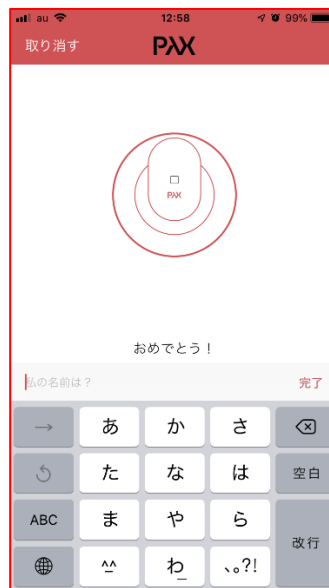 au 12:58 99%
取り消す PAX
PAX
おめでとう！
私の名前は？ 完了
→ あ か さ
た な は 空白
ABC ま や ら
改行
^^ わ_ 、。?!